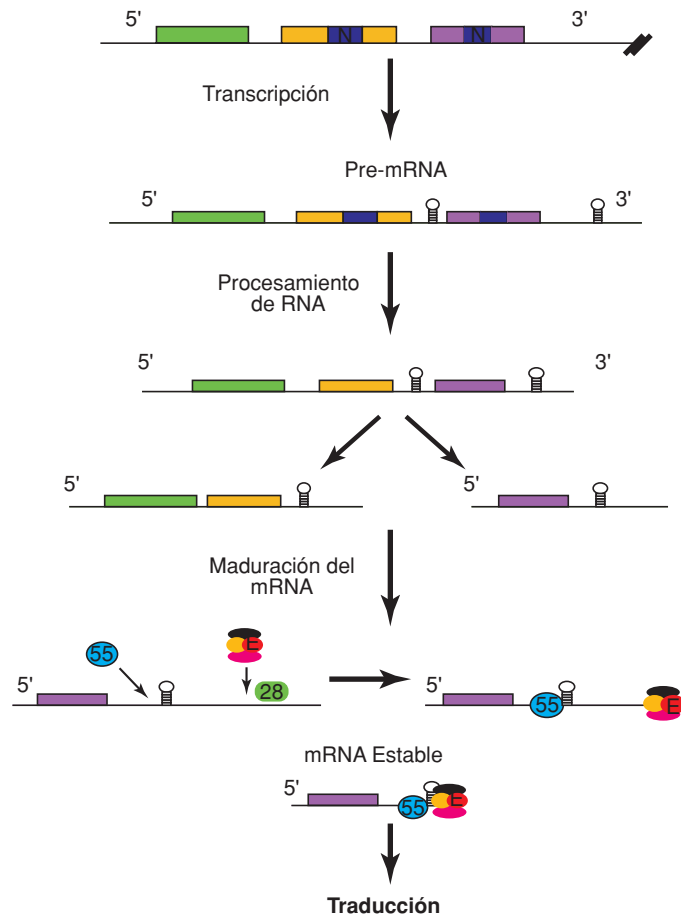 5' 3'
N N
Transcripción
Pre-mRNA
5' 3'
Procesamiento
de RNA
5' 3'
5' 5'
Maduración del
mRNA
55 E
28
5' 5'
55 E
mRNA Estable
5'
55 E
Traducción